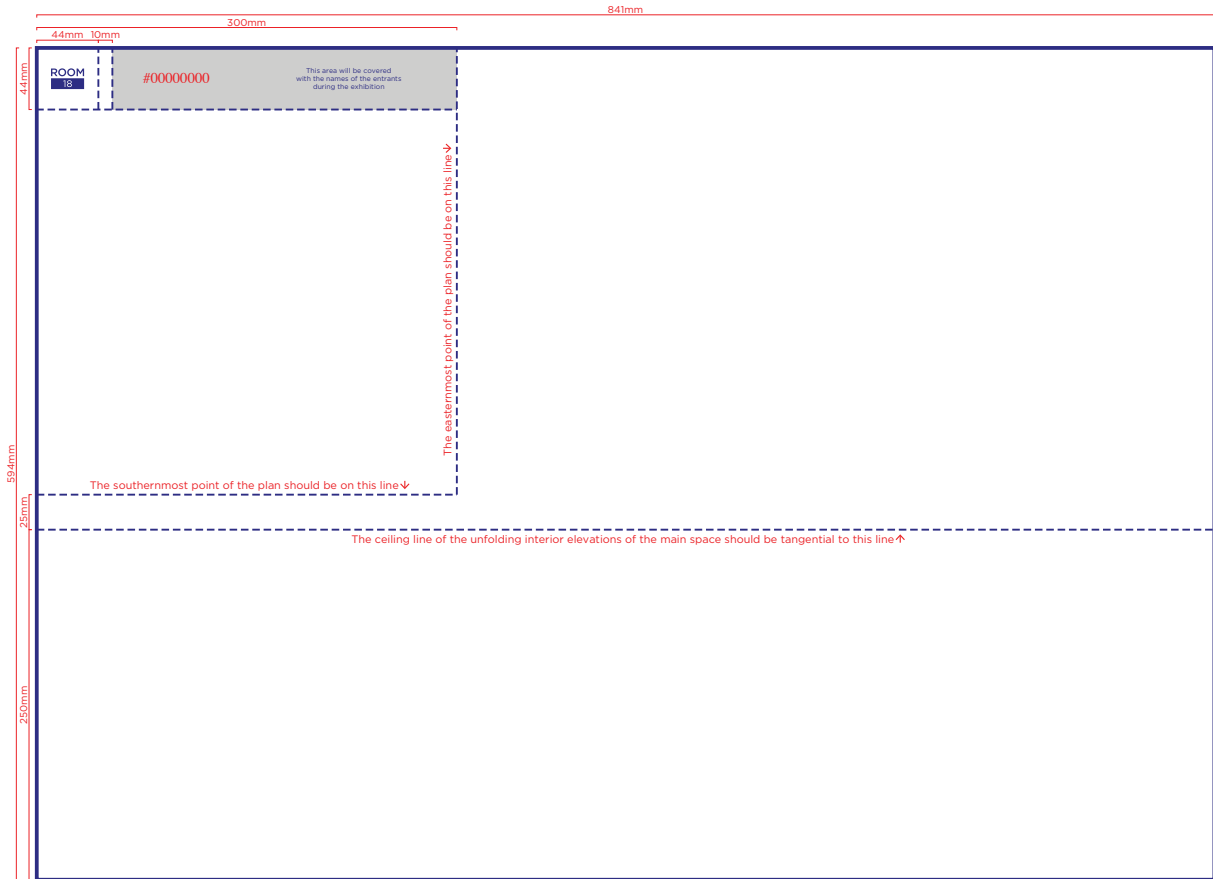 841mm
300mm
44mm 10mm
44mm
ROOM
18
#00000000
This area will be covered
with the names of the entrants
during the exhibition
The easternmost point of the plan should be on this line↓
594mm
The southernmost point of the plan should be on this line↓
25mm
The ceiling line of the unfolding interior elevations of the main space should be tangential to this line↑
250mm